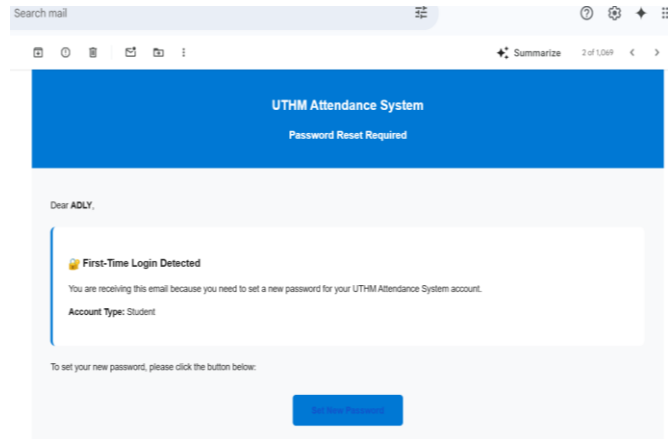 Search mail
Summarize
2 of 1,069
UTHM Attendance System
Password Reset Required
Dear ADLY,
🔐 First-Time Login Detected
You are receiving this email because you need to set a new password for your UTHM Attendance System account.
Account Type: Student
To set your new password, please click the button below:
Set New Password